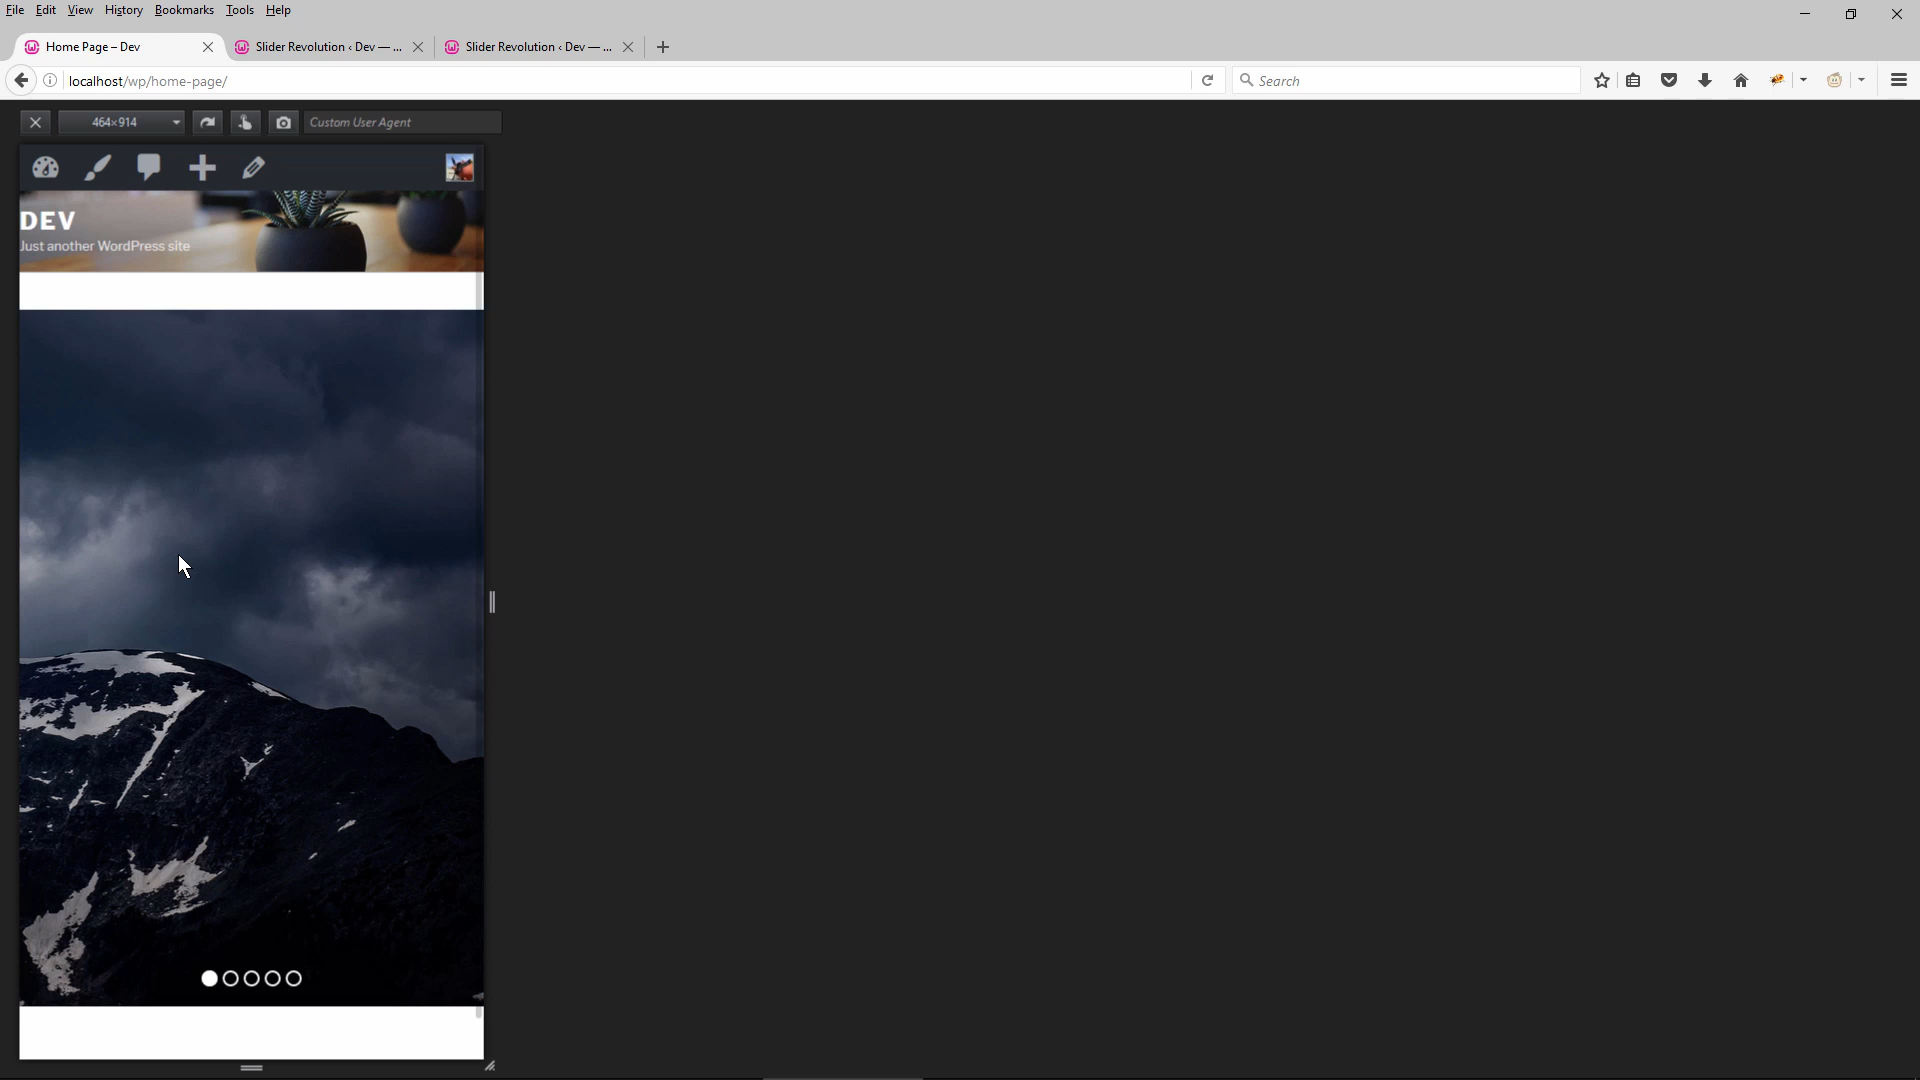 File Edit View History Bookmarks Tools Help
Home Page – Dev
Slider Revolution ‹ Dev — ...
Slider Revolution ‹ Dev — ...
localhost/wp/home-page/
Search
464×914
Custom User Agent
DEV
Just another WordPress site